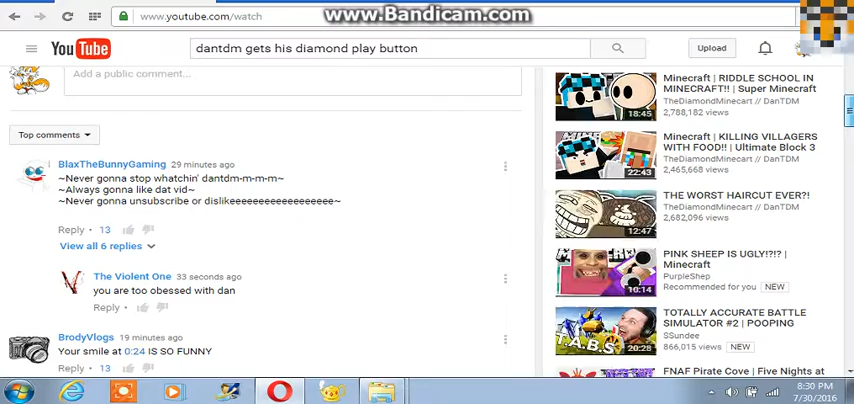 www.Bandicam.com
www.youtube.com/watch
YouTube
dantdm gets his diamond play button
Upload
Add a public comment...
Top comments
BlaxTheBunnyGaming 29 minutes ago
~Never gonna stop whatchin' dantdm-m-m-m~
~Always gonna like dat vid~
~Never gonna unsubscribe or dislikeeeeeeeeeeeeeeeeeee~
Reply 13
View all 6 replies
The Violent One 33 seconds ago
you are too obessed with dan
Reply
BrodyVlogs 19 minutes ago
Your smile at 0:24 IS SO FUNNY
Reply 13
18:45
Minecraft | RIDDLE SCHOOL IN
MINECRAFT!! | Super Minecraft
TheDiamondMinecart // DanTDM
2,788,182 views
22:43
Minecraft | KILLING VILLAGERS
WITH FOOD!! | Ultimate Block 3
TheDiamondMinecart // DanTDM
2,465,668 views
12:47
THE WORST HAIRCUT EVER?!
TheDiamondMinecart // DanTDM
2,682,096 views
10:14
PINK SHEEP IS UGLY!?!? |
Minecraft
PurpleShep
Recommended for you NEW
T.A.B.S
20:28
TOTALLY ACCURATE BATTLE
SIMULATOR #2 | POOPING
SSundee
866,015 views NEW
FNAF Pirate Cove | Five Nights at
8:30 PM
7/30/2016